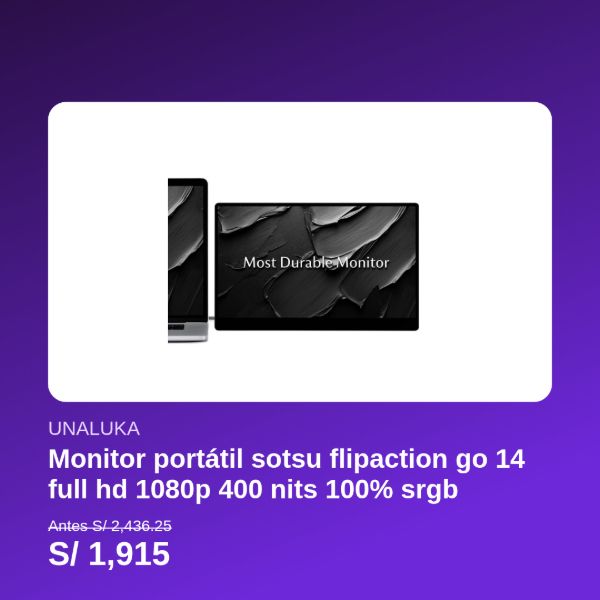 Most Durable Monitor
UNALUKA
Monitor portátil sotsu flipaction go 14
full hd 1080p 400 nits 100% srgb
Antes S/ 2,436.25
S/ 1,915